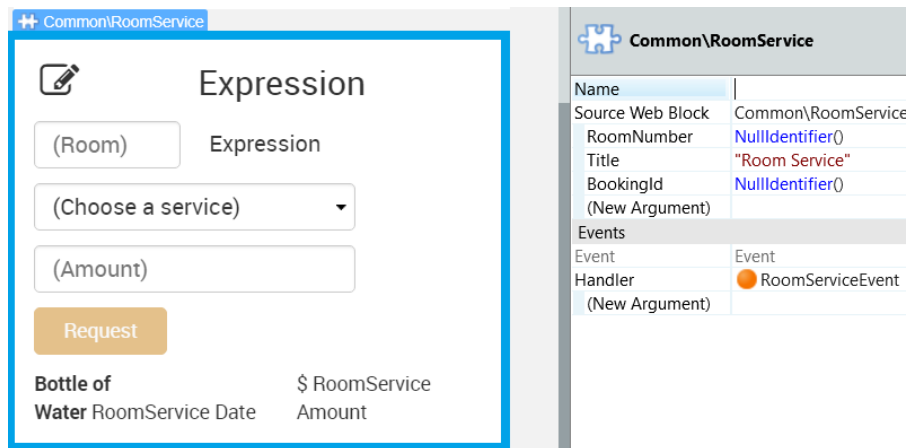 Common\RoomService
Expression
(Room) Expression
(Choose a service)
(Amount)
Request
Bottle of $ RoomService
Water RoomService Date Amount
Common\RoomService
Name
Source Web Block Common\RoomService
RoomNumber NullIdentifier()
Title "Room Service"
BookingId NullIdentifier()
(New Argument)
Events
Event Event
Handler RoomServiceEvent
(New Argument)